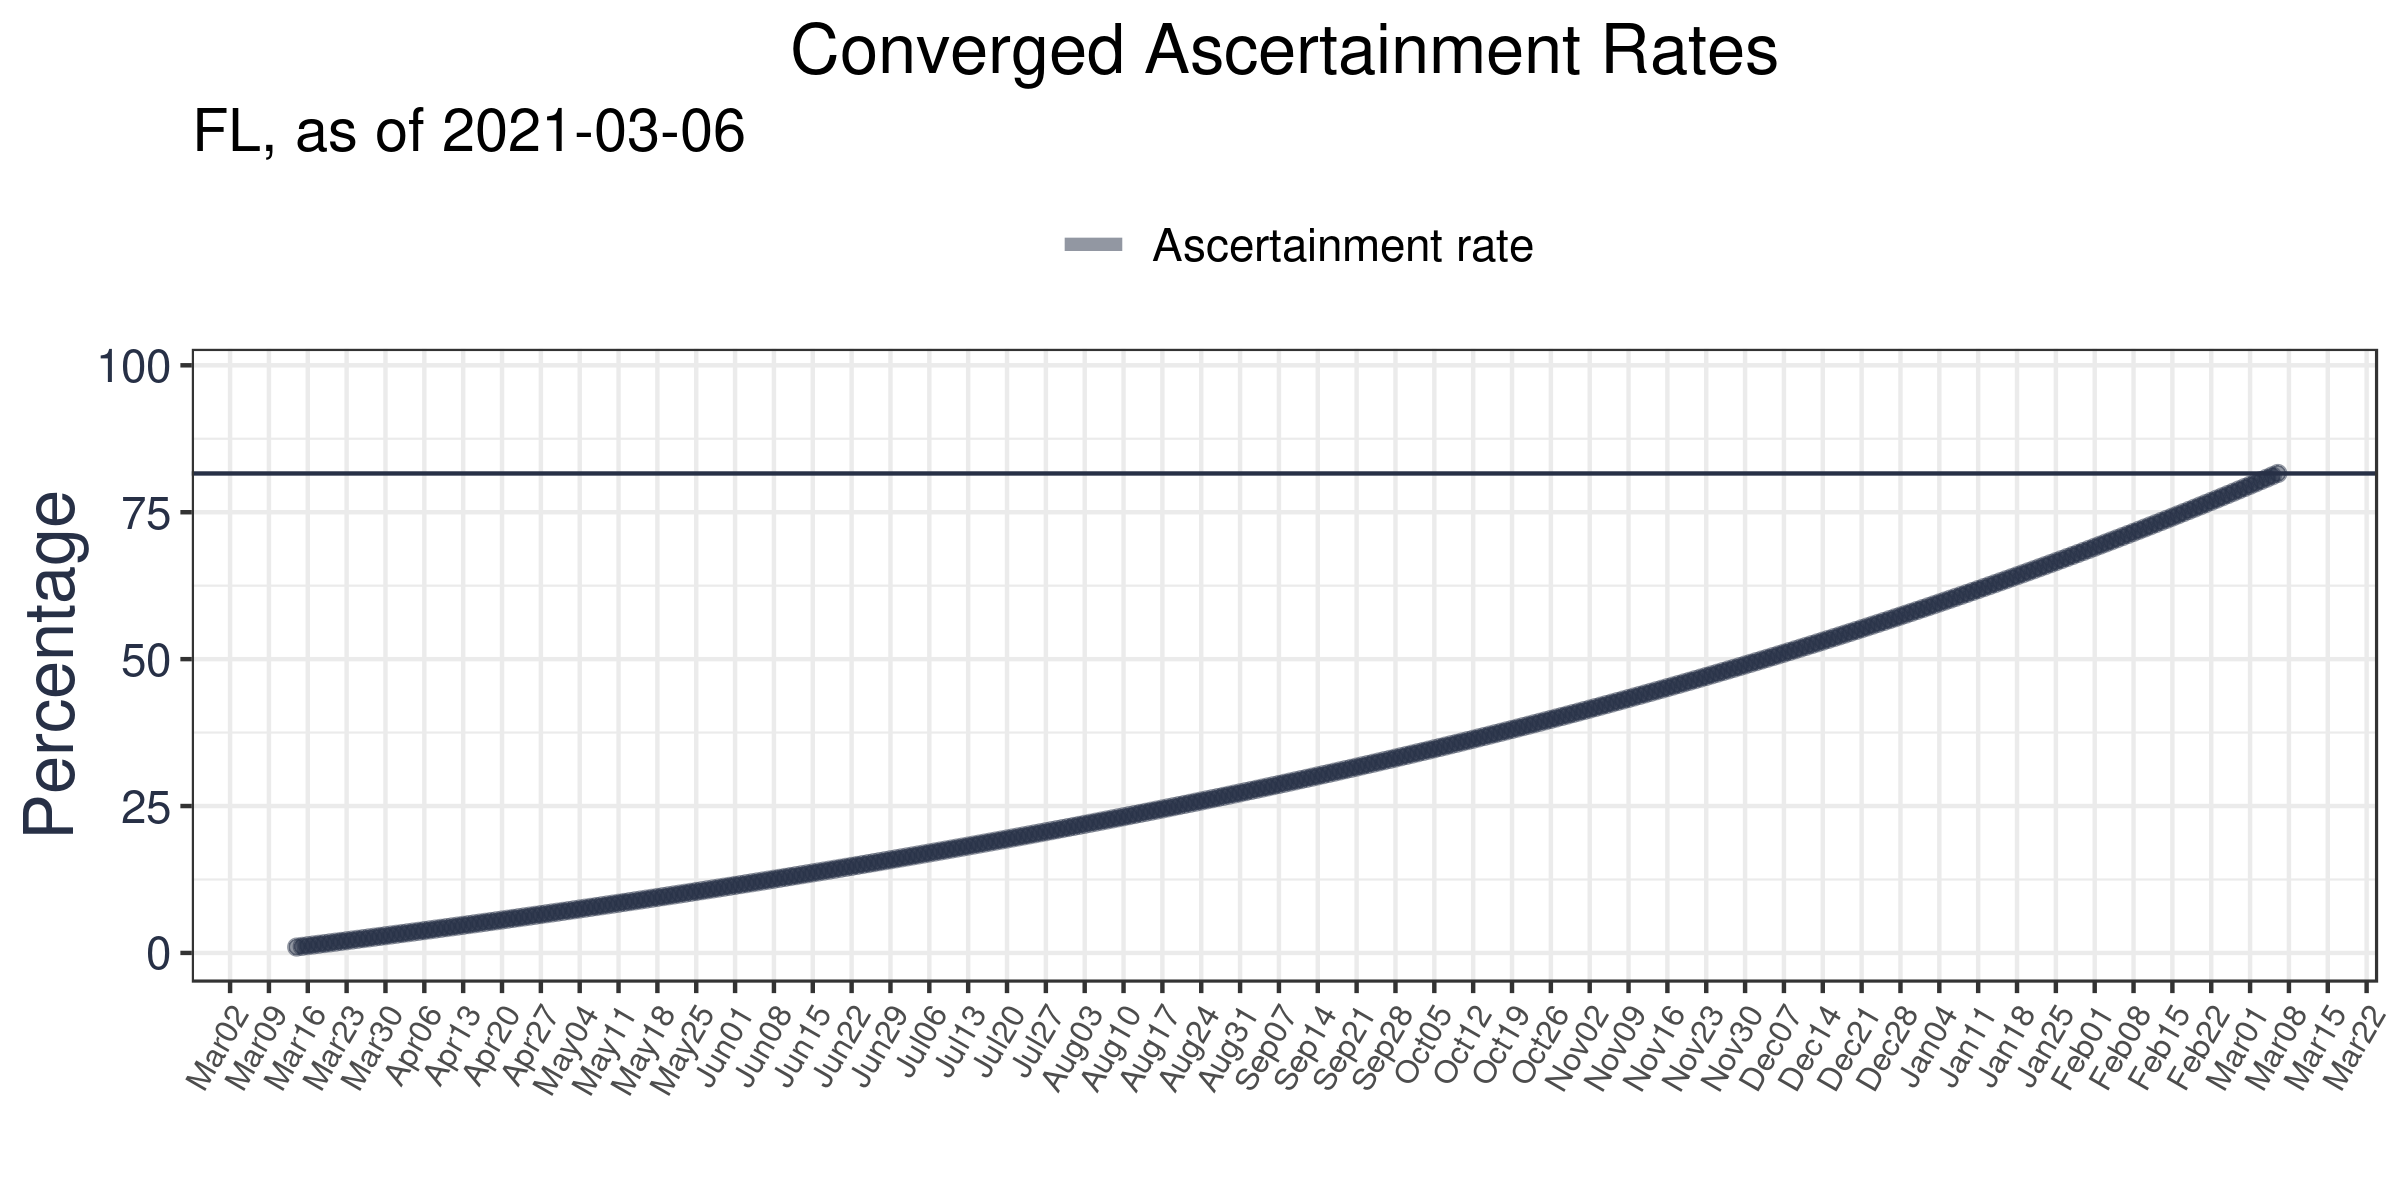 Converged Ascertainment Rates
FL, as of 2021-03-06
Ascertainment rate
Percentage
100
75
50
25
0
Mar02 Mar09 Mar16 Mar23 Mar30 Apr06 Apr13 Apr20 Apr27 May04 May11 May18 May25 Jun01 Jun08 Jun15 Jun22 Jun29 Jul06 Jul13 Jul20 Jul27 Aug03 Aug10 Aug17 Aug24 Aug31 Sep07 Sep14 Sep21 Sep28 Oct05 Oct12 Oct19 Oct26 Nov02 Nov09 Nov16 Nov23 Nov30 Dec07 Dec14 Dec21 Dec28 Jan04 Jan11 Jan18 Jan25 Feb01 Feb08 Feb15 Feb22 Mar01 Mar08 Mar15 Mar22